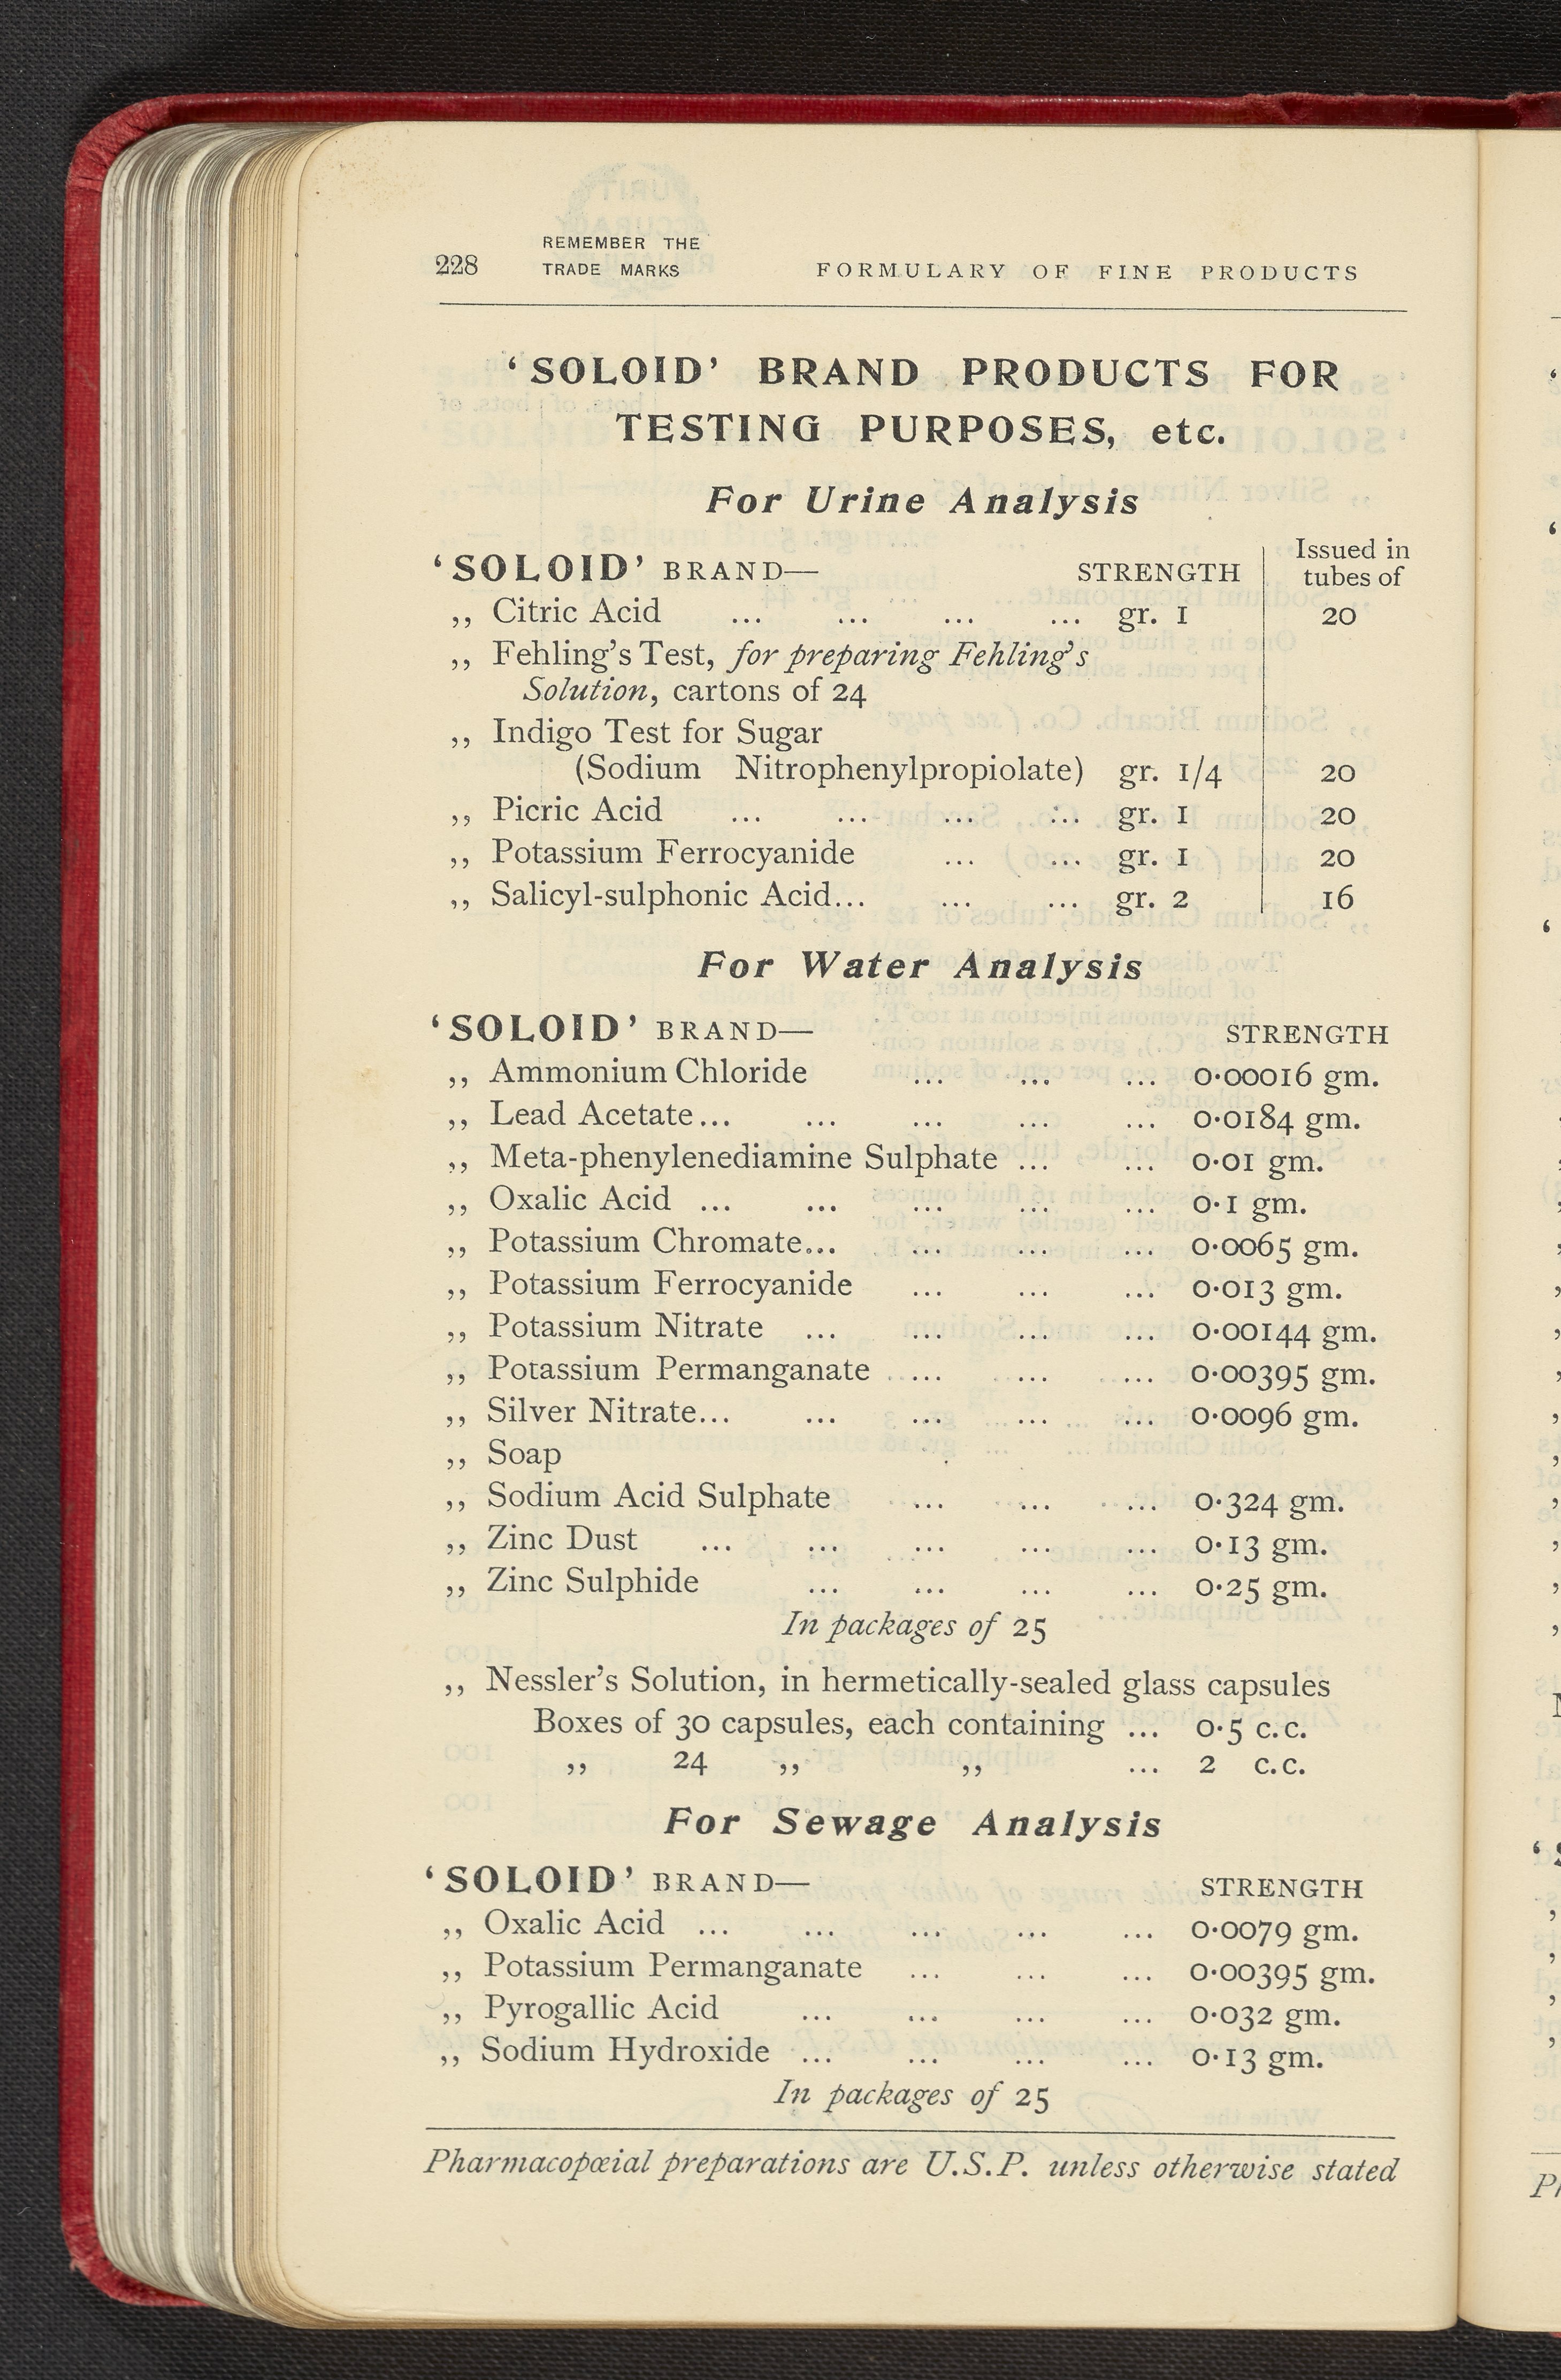 228
REMEMBER THE
TRADE MARKS
FORMULARY OF FINE PRODUCTS
‘SOLOID’ BRAND PRODUCTS FOR
TESTING PURPOSES, etc.
For Urine Analysis
‘SOLOID’ BRAND— STRENGTH Issued in tubes of
,, Citric Acid ... ... ... ... gr. 1 20
,, Fehling’s Test, for preparing Fehling’s
Solution, cartons of 24
,, Indigo Test for Sugar
(Sodium Nitrophenylpropiolate) gr. 1/4 20
,, Picric Acid ... ... ... ... gr. 1 20
,, Potassium Ferrocyanide ... ... gr. 1 20
,, Salicyl-sulphonic Acid... ... ... gr. 2 16
For Water Analysis
‘SOLOID’ BRAND— STRENGTH
,, Ammonium Chloride ... ... ... 0·00016 gm.
,, Lead Acetate... ... ... ... ... 0·0184 gm.
,, Meta-phenylenediamine Sulphate ... ... 0·01 gm.
,, Oxalic Acid ... ... ... ... ... 0·1 gm.
,, Potassium Chromate... ... ... ... 0·0065 gm.
,, Potassium Ferrocyanide ... ... ... 0·013 gm.
,, Potassium Nitrate ... ... ... ... 0·00144 gm.
,, Potassium Permanganate ... ... ... 0·00395 gm.
,, Silver Nitrate... ... ... ... ... 0·0096 gm.
,, Soap
,, Sodium Acid Sulphate ... ... ... 0·324 gm.
,, Zinc Dust ... ... ... ... ... 0·13 gm.
,, Zinc Sulphide ... ... ... ... 0·25 gm.
In packages of 25
,, Nessler’s Solution, in hermetically-sealed glass capsules
Boxes of 30 capsules, each containing ... 0·5 c.c.
,, 24 ,, ,, ... 2 c.c.
For Sewage Analysis
‘SOLOID’ BRAND— STRENGTH
,, Oxalic Acid ... ... ... ... ... 0·0079 gm.
,, Potassium Permanganate ... ... ... 0·00395 gm.
,, Pyrogallic Acid ... ... ... ... 0·032 gm.
,, Sodium Hydroxide ... ... ... ... 0·13 gm.
In packages of 25
Pharmacopœial preparations are U.S.P. unless otherwise stated